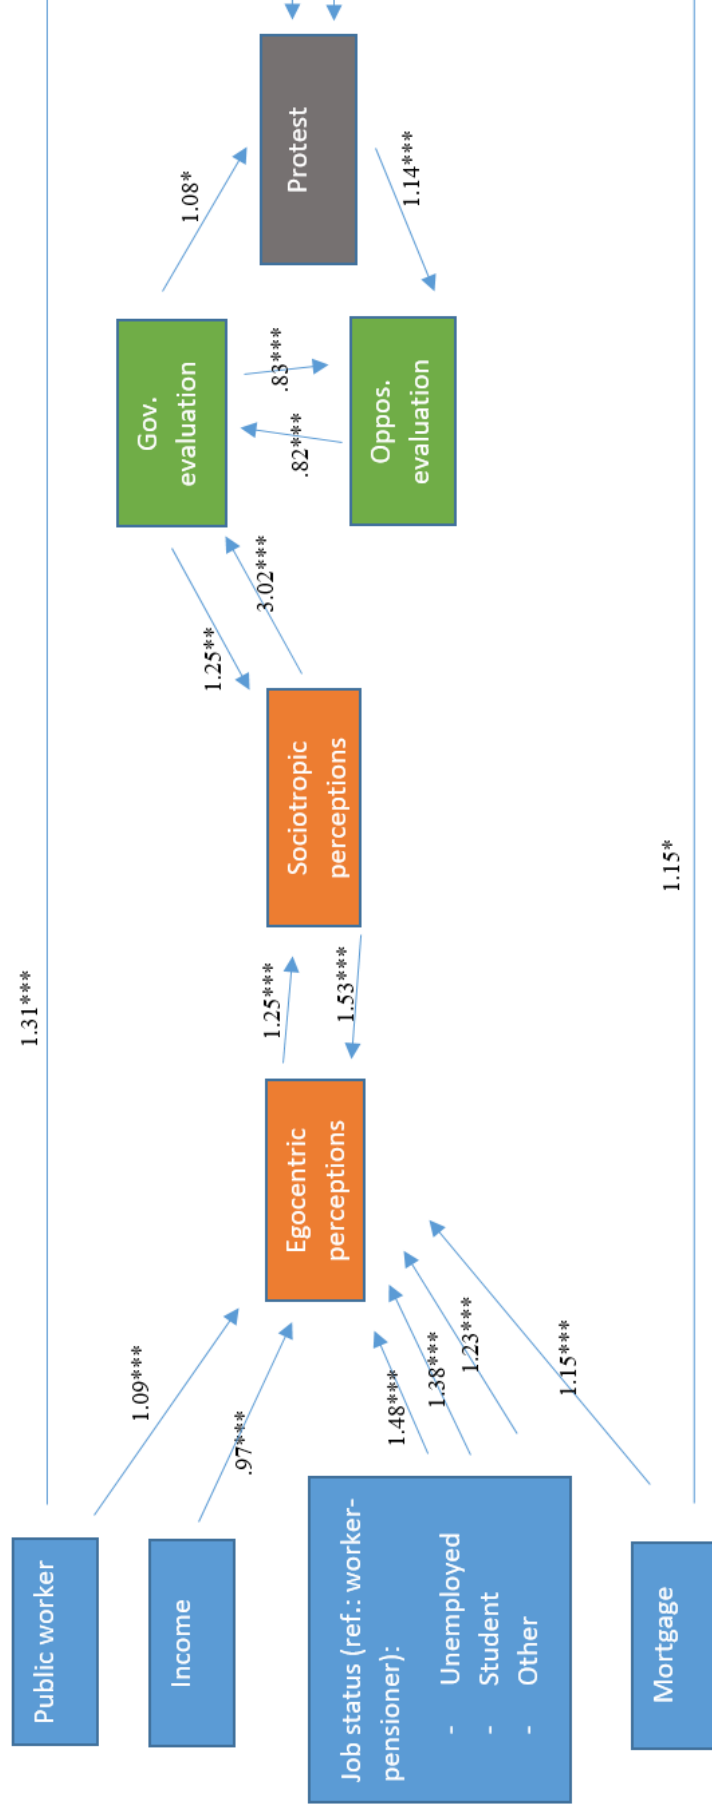 1.31***
Public worker
1.09***
Income
.97***
Job status (ref.: worker-
pensioner):
- Unemployed
- Student
- Other
1.48***
1.38***
1.23***
Mortgage
1.15***
Egocentric
perceptions
1.25***
1.53***
Sociotropic
perceptions
1.25**
3.02***
Gov.
evaluation
.82***
.83***
Oppos.
evaluation
1.08*
Protest
1.14***
1.15*